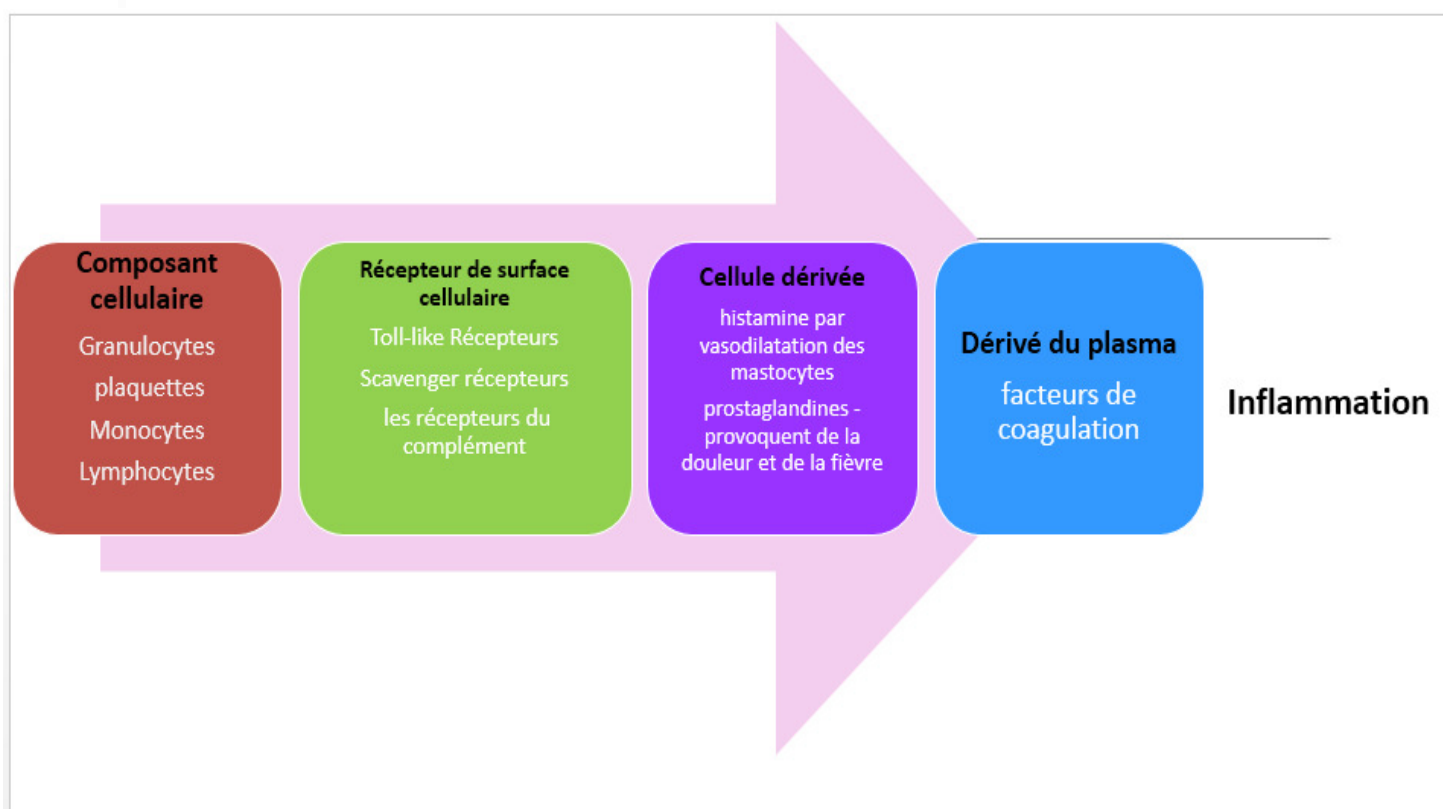 Composant
cellulaire
Granulocytes
plaquettes
Monocytes
Lymphocytes
Récepteur de surface
cellulaire
Toll-like Récepteurs
Scavenger récepteurs
les récepteurs du
complément
Cellule dérivée
histamine par
vasodilatation des
mastocytes
prostaglandines -
provoquent de la
douleur et de la fièvre
Dérivé du plasma
facteurs de
coagulation
Inflammation